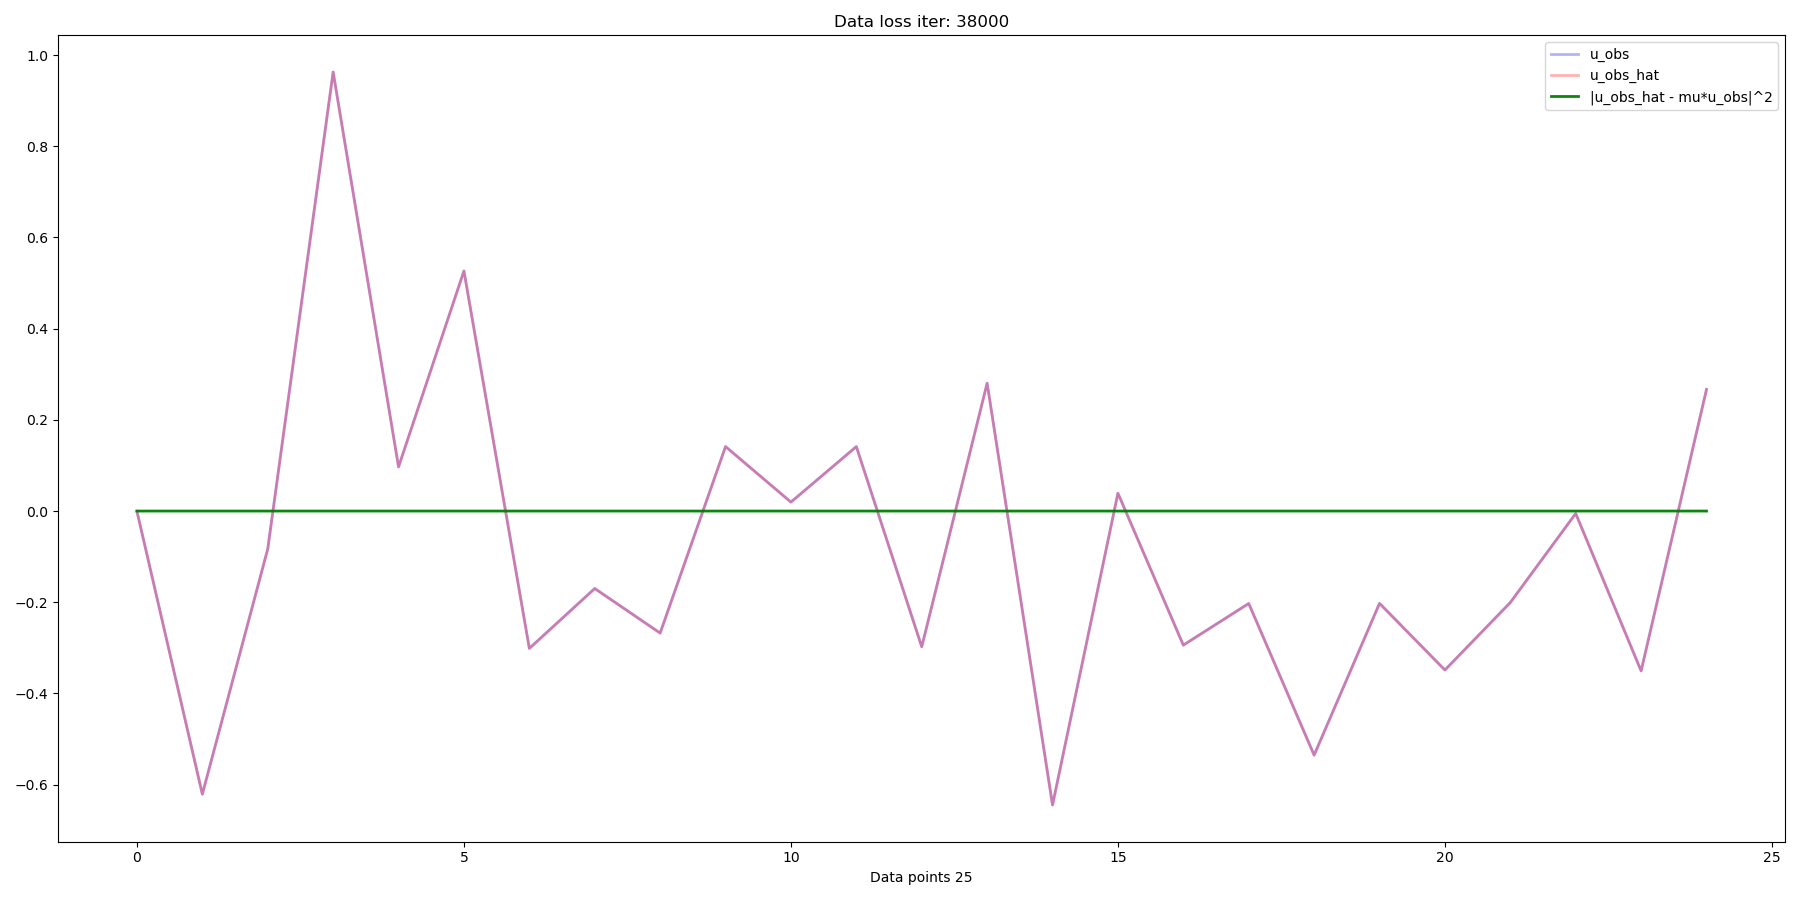 Data loss iter: 38000
u_obs
u_obs_hat
|u_obs_hat - mu*u_obs|^2
1.0
0.8
0.6
0.4
0.2
0.0
−0.2
−0.4
−0.6
0 5 10 15 20 25
Data points 25